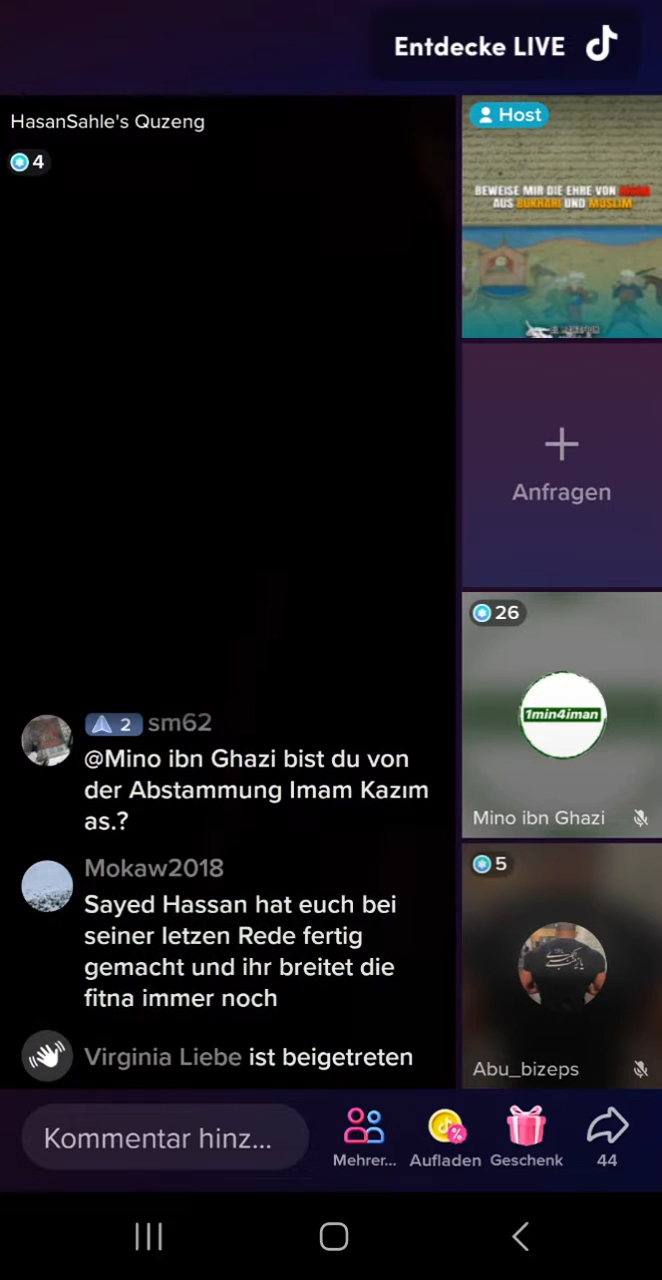 Entdecke LIVE
HasanSahle's Quzeng
4
Host
BEWEISE MIR DIE EHRE VON
AUS BUKHARI UND MUSLIM
Anfragen
26
1min4iman
Mino ibn Ghazi
5
Abu_bizeps
2 sm62
@Mino ibn Ghazi bist du von
der Abstammung Imam Kazım
as.?
Mokaw2018
Sayed Hassan hat euch bei
seiner letzen Rede fertig
gemacht und ihr breitet die
fitna immer noch
Virginia Liebe ist beigetreten
Kommentar hinz...
Mehrer...
Aufladen
Geschenk
44